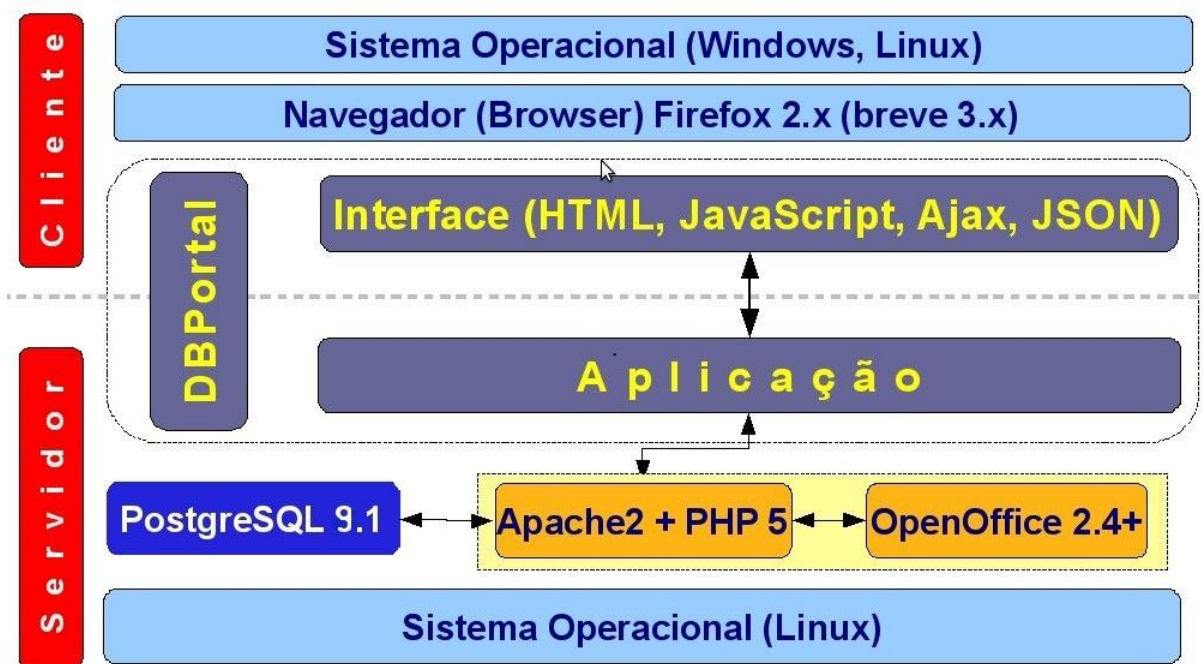 Cliente
Sistema Operacional (Windows, Linux)
Navegador (Browser) Firefox 2.x (breve 3.x)
DBPortal
Interface (HTML, JavaScript, Ajax, JSON)
Aplicação
Servidor
PostgreSQL 9.1
Apache2 + PHP 5
OpenOffice 2.4+
Sistema Operacional (Linux)